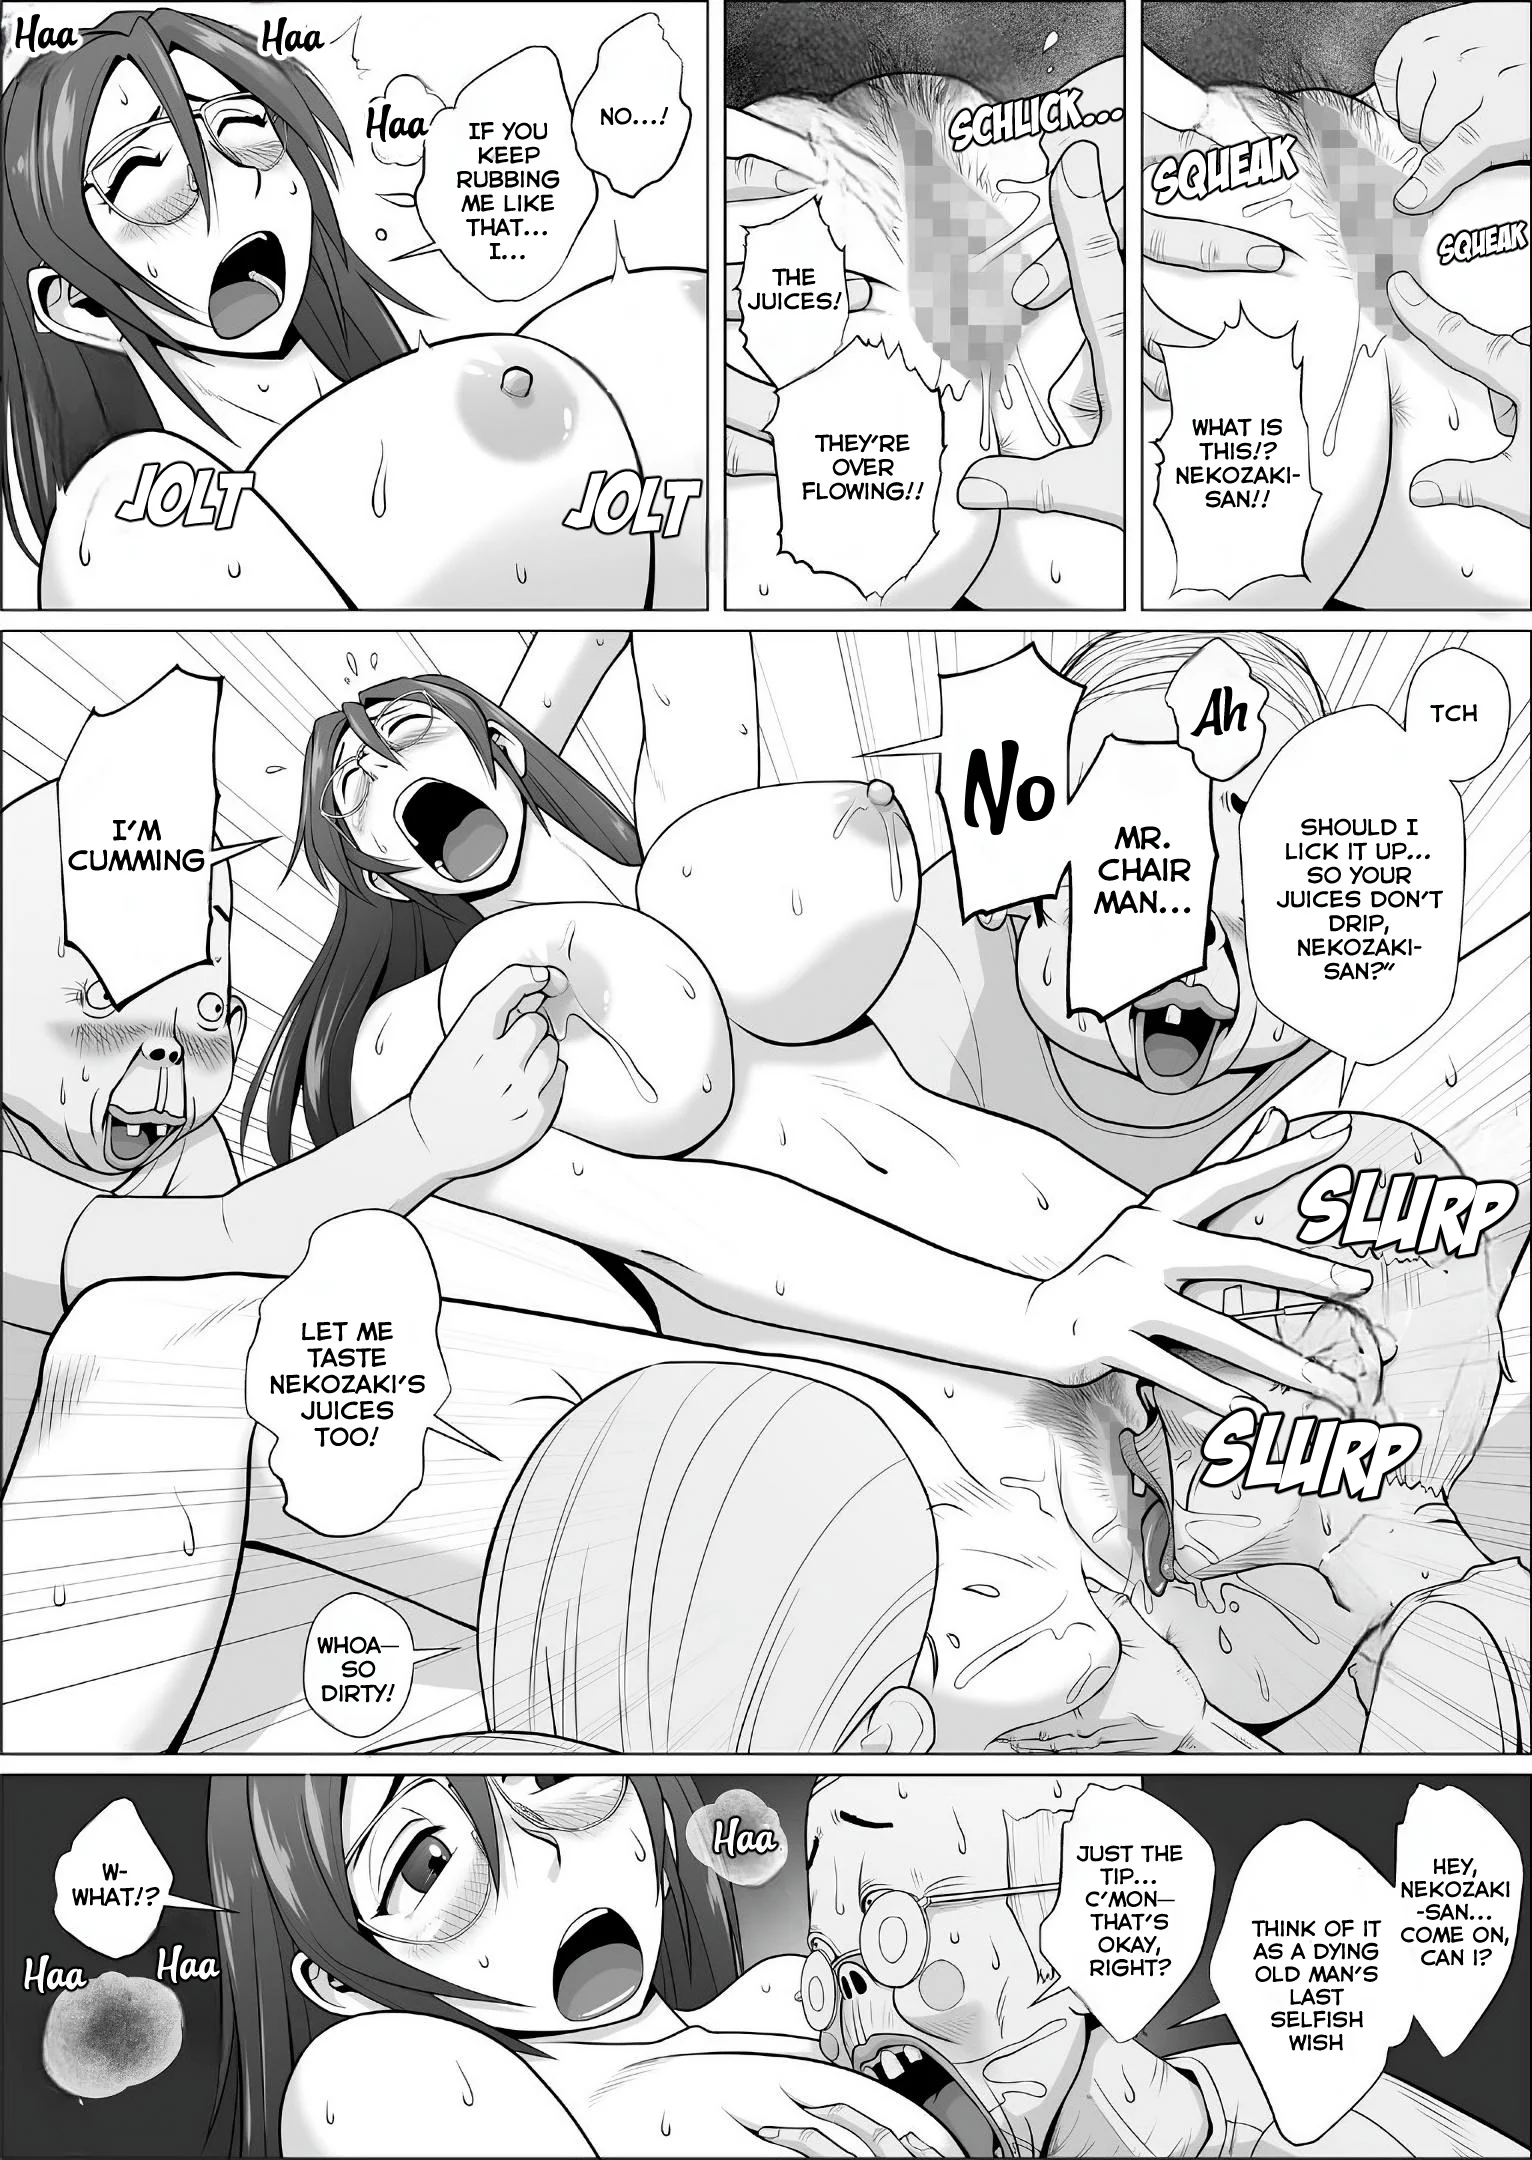 SQUEAK
SQUEAK
WHAT IS
THIS!?
NEKOZAKI-
SAN!!
SCHLICK...
THE
JUICES!
THEY'RE
OVER
FLOWING!!
NO...!
IF YOU
KEEP
RUBBING
ME LIKE
THAT...
I...
Haa
Haa
Haa
JOLT
JOLT
TCH
SHOULD I
LICK IT UP...
SO YOUR
JUICES DON'T
DRIP,
NEKOZAKI-
SAN?"
Ah
MR.
CHAIR
MAN...
No
I'M
CUMMING
SLURP
SLURP
LET ME
TASTE
NEKOZAKI'S
JUICES
TOO!
WHOA—
SO
DIRTY!
HEY,
NEKOZAKI
-SAN...
COME ON,
CAN I?
THINK OF IT
AS A DYING
OLD MAN'S
LAST
SELFISH
WISH
JUST THE
TIP...
C'MON—
THAT'S
OKAY,
RIGHT?
Haa
W-
WHAT!?
Haa
Haa